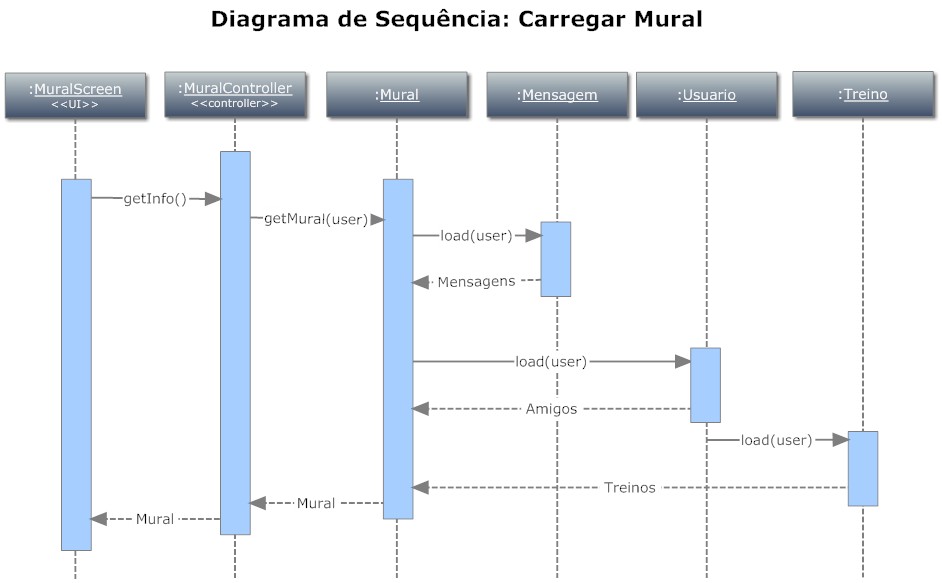 Diagrama de Sequência: Carregar Mural
:MuralScreen
<<UI>>
:MuralController
<<controller>>
:Mural
:Mensagem
:Usuario
:Treino
getInfo()
getMural(user)
load(user)
Mensagens
load(user)
Amigos
load(user)
Treinos
Mural
Mural